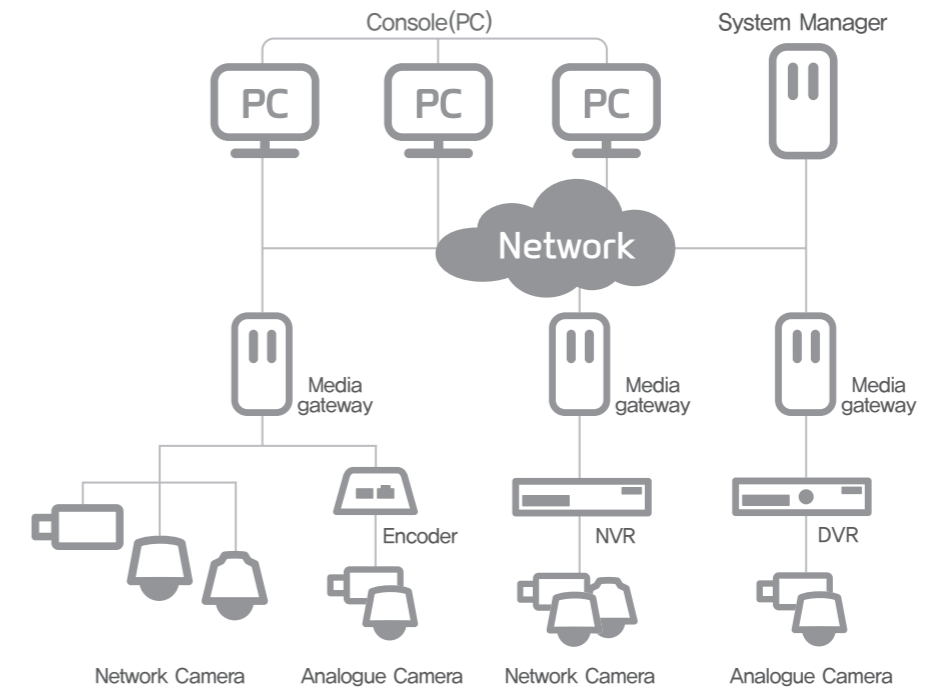 Console(PC)
System Manager
PC
PC
PC
Network
Media
gateway
Media
gateway
Media
gateway
Encoder
NVR
DVR
Network Camera
Analogue Camera
Network Camera
Analogue Camera